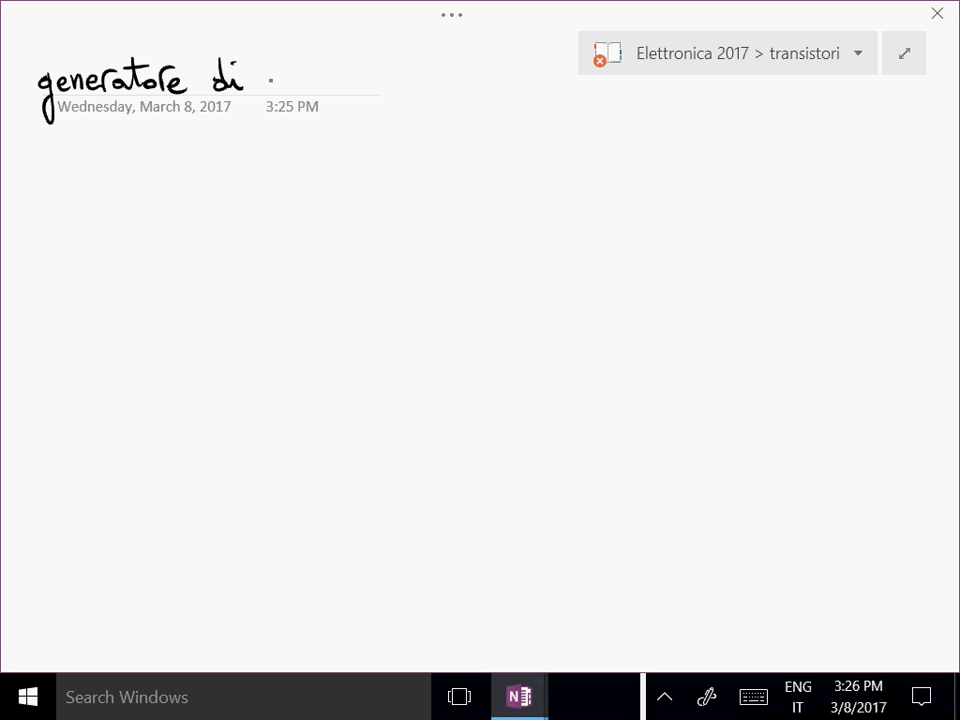 Elettronica 2017 > transistori
generatore di
Wednesday, March 8, 2017 3:25 PM
Search Windows
N
ENG
IT
3:26 PM
3/8/2017